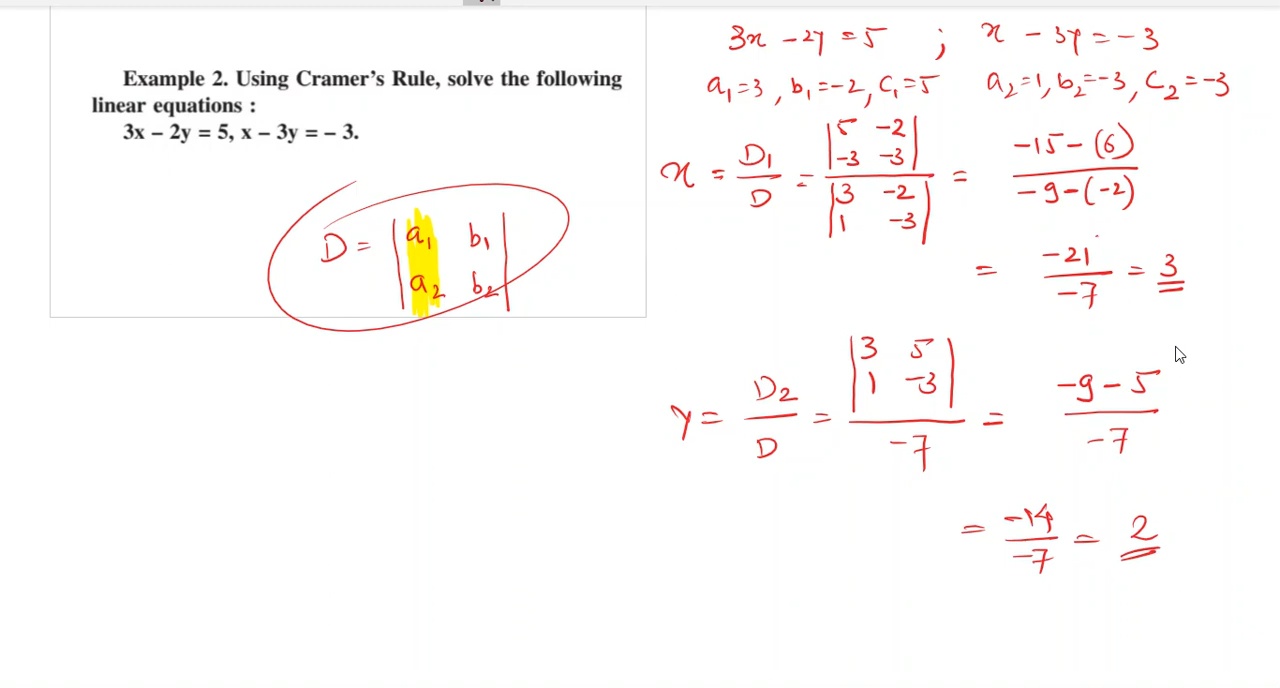 Example 2. Using Cramer's Rule, solve the following
linear equations :
3x – 2y = 5, x – 3y = – 3.
D = | a₁ b₁ |
| a₂ b₂ |
3x - 2y = 5 ; x - 3y = -3
a₁=3, b₁=-2, c₁=5 a₂=1, b₂=-3, c₂=-3
x = D₁/D = |5 -2; -3 -3| / |3 -2; 1 -3| = -15-(6) / -9-(-2)
= -21/-7 = 3
y = D₂/D = |3 5; 1 -3| / -7 = -9-5 / -7
= -14/-7 = 2